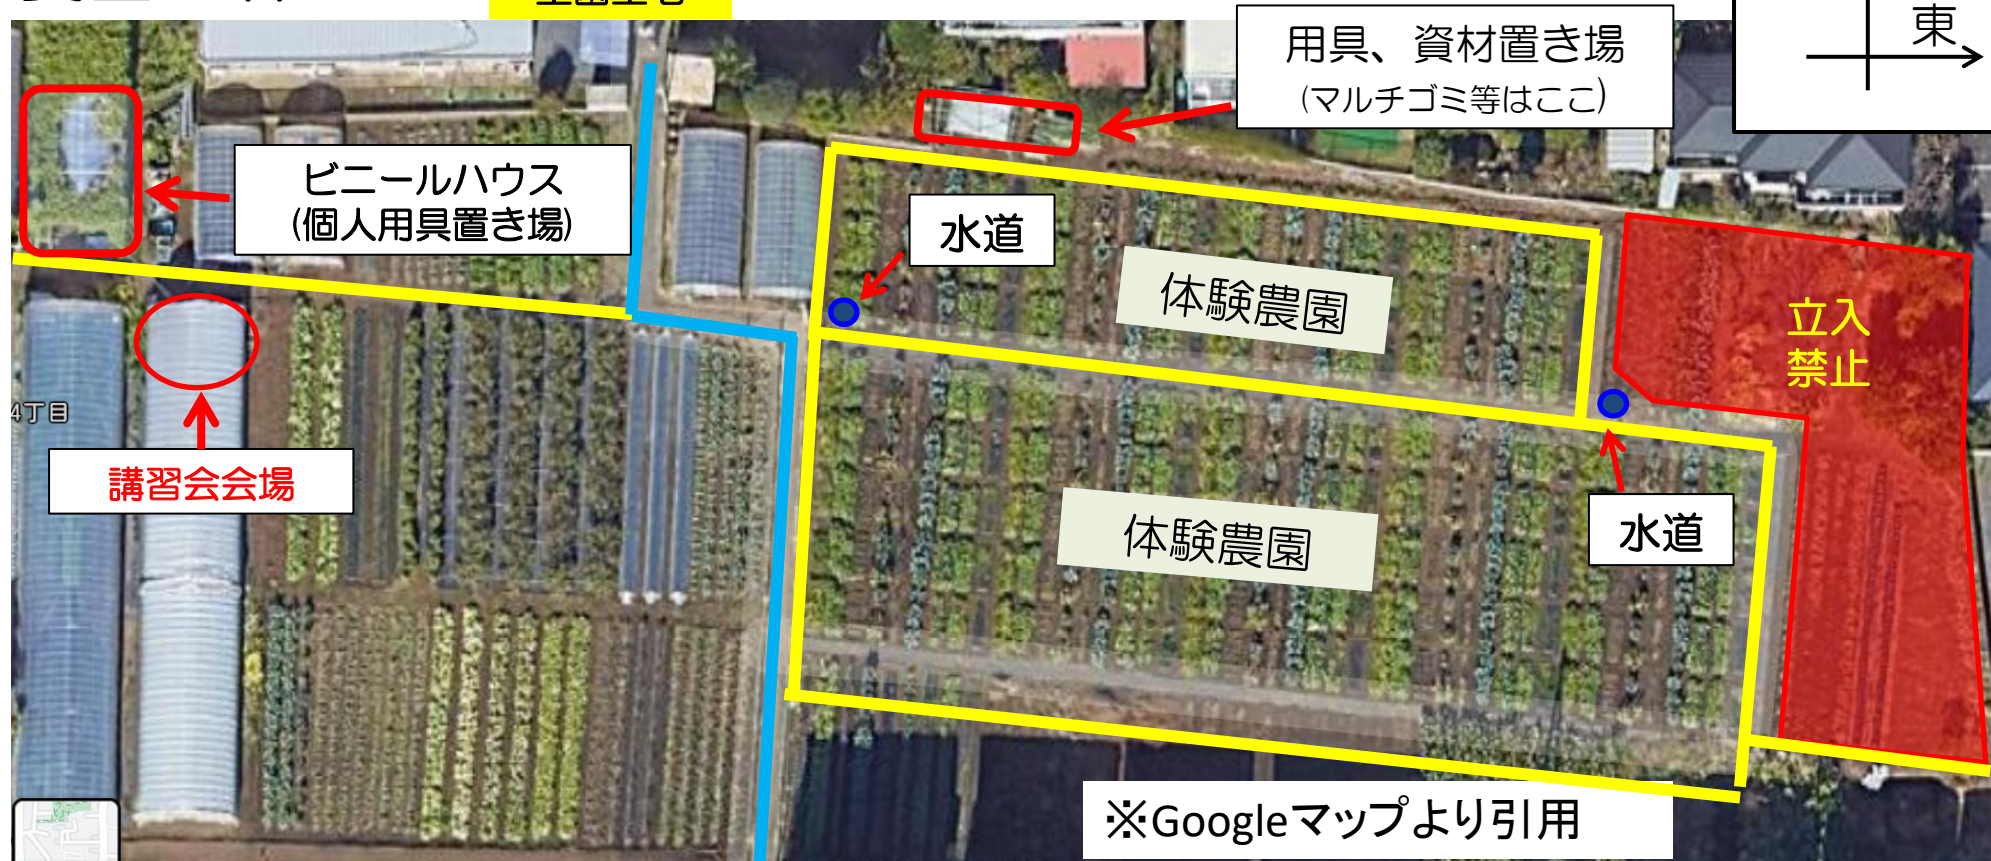 東
用具、資材置き場
(マルチゴミ等はここ)
ビニールハウス
(個人用具置き場)
水道
体験農園
立入
禁止
4丁目
講習会会場
体験農園
水道
※Googleマップより引用